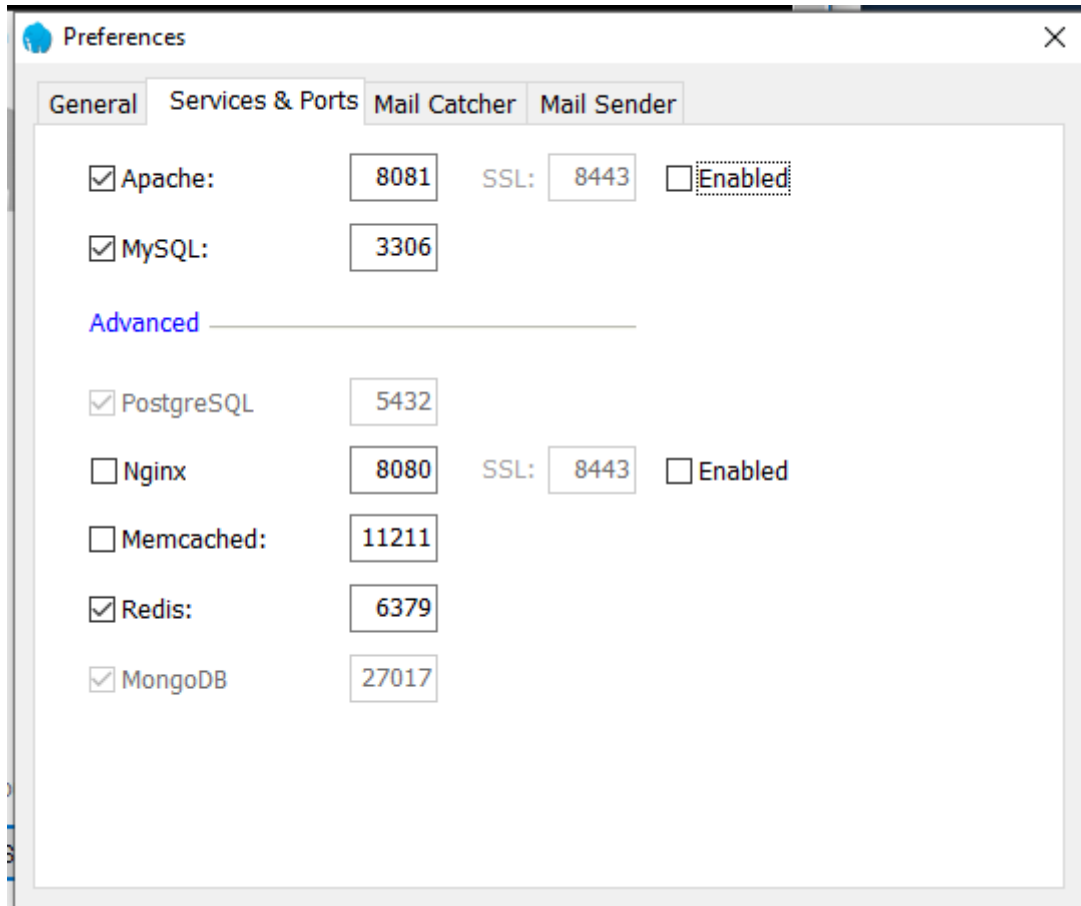 Preferences
General Services & Ports Mail Catcher Mail Sender
Apache: 8081 SSL: 8443 Enabled
MySQL: 3306
Advanced
PostgreSQL 5432
Nginx 8080 SSL: 8443 Enabled
Memcached: 11211
Redis: 6379
MongoDB 27017